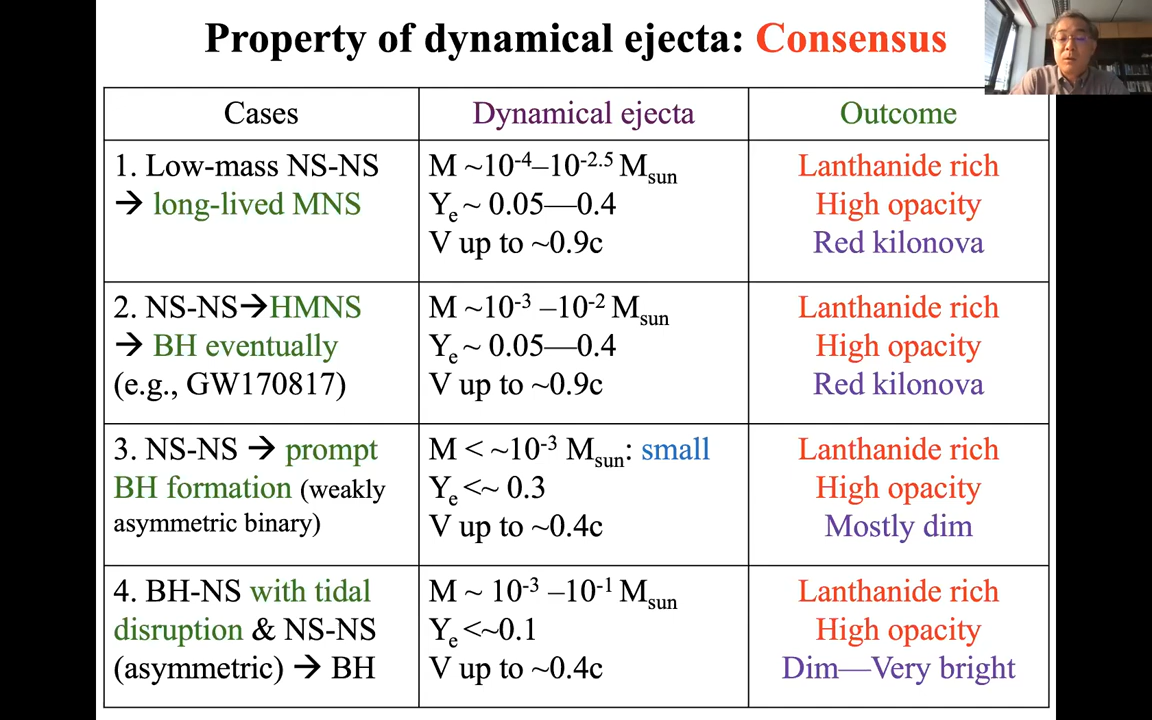 Property of dynamical ejecta: Consensus
Cases
Dynamical ejecta
Outcome
1. Low-mass NS-NS
→ long-lived MNS
M ~10⁻⁴–10⁻²·⁵ Msun
Ye ~ 0.05—0.4
V up to ~0.9c
Lanthanide rich
High opacity
Red kilonova
2. NS-NS→HMNS
→ BH eventually
(e.g., GW170817)
M ~10⁻³ –10⁻² Msun
Ye ~ 0.05—0.4
V up to ~0.9c
Lanthanide rich
High opacity
Red kilonova
3. NS-NS → prompt
BH formation (weakly
asymmetric binary)
M < ~10⁻³ Msun: small
Ye <~ 0.3
V up to ~0.4c
Lanthanide rich
High opacity
Mostly dim
4. BH-NS with tidal
disruption & NS-NS
(asymmetric) → BH
M ~ 10⁻³ –10⁻¹ Msun
Ye <~0.1
V up to ~0.4c
Lanthanide rich
High opacity
Dim—Very bright